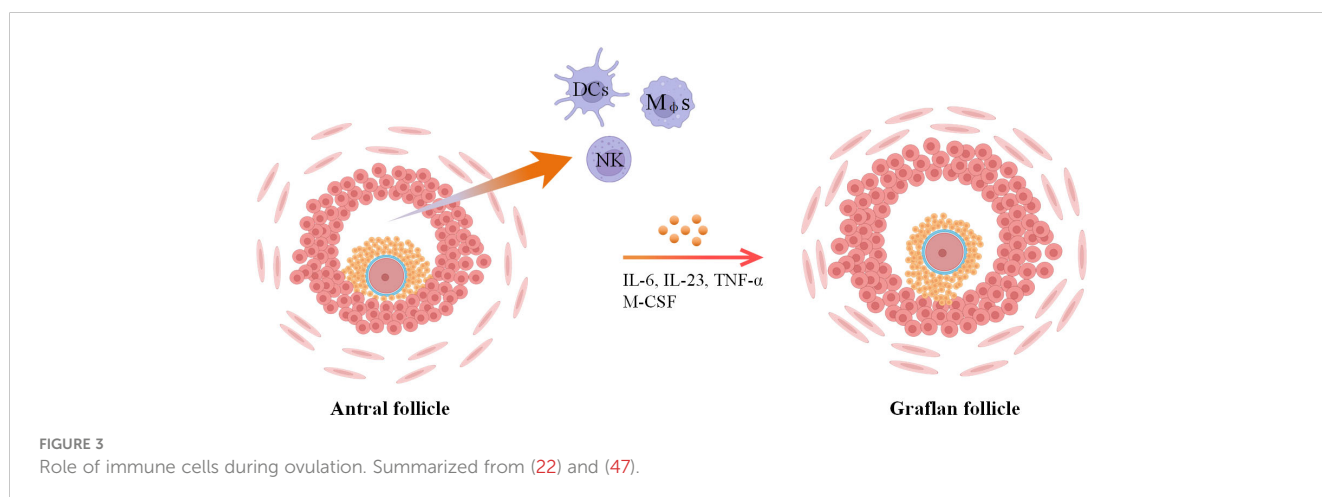 DCs
MϕS
NK
IL-6, IL-23, TNF-α
M-CSF
Antral follicle
Graflan follicle
FIGURE 3
Role of immune cells during ovulation. Summarized from (22) and (47).